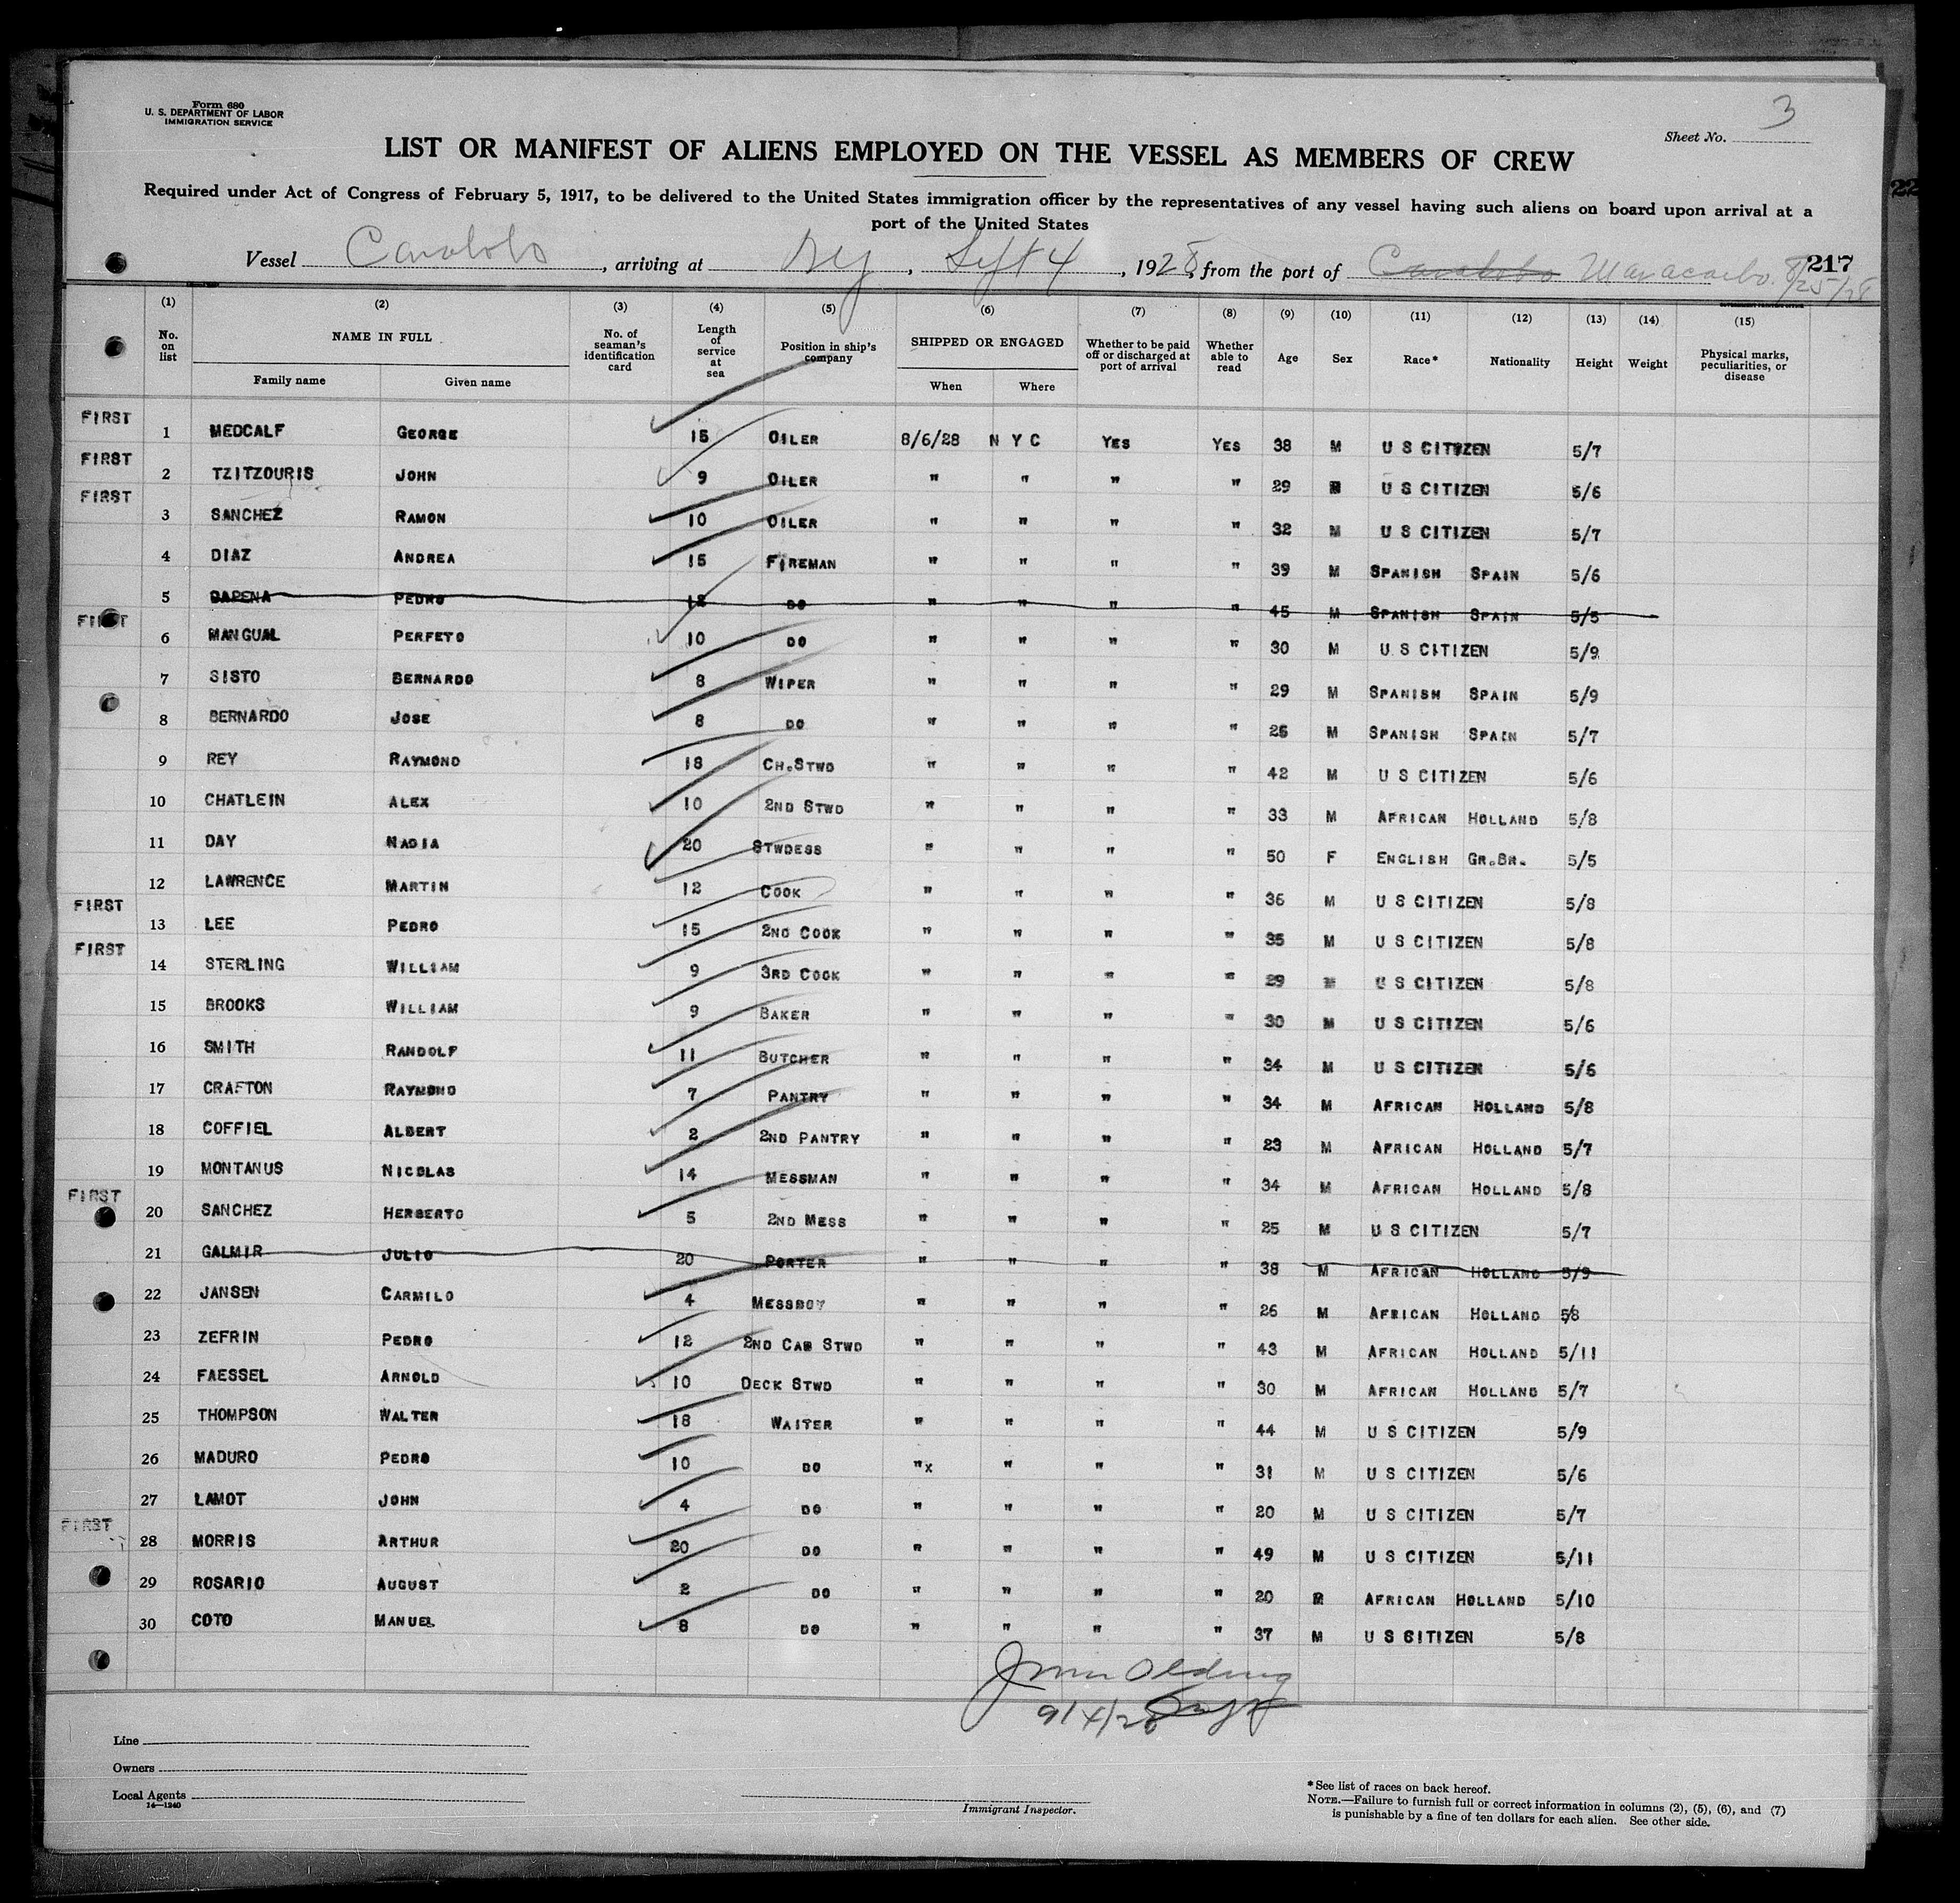 Form 680
U. S. DEPARTMENT OF LABOR
IMMIGRATION SERVICE
Sheet No. 3
LIST OR MANIFEST OF ALIENS EMPLOYED ON THE VESSEL AS MEMBERS OF CREW
Required under Act of Congress of February 5, 1917, to be delivered to the United States immigration officer by the representatives of any vessel having such aliens on board upon arrival at a
port of the United States
Vessel Carabobo, arriving at NY, Sept 4, 1928, from the port of Carabobo Maracaibo 8/25/28
217
(1) (2) (3) (4) (5) (6) (7) (8) (9) (10) (11) (12) (13) (14) (15)
No. on list NAME IN FULL Family name Given name No. of seaman's identification card Length of service at sea Position in ship's company SHIPPED OR ENGAGED When Where Whether to be paid off or discharged at port of arrival Whether able to read Age Sex Race* Nationality Height Weight Physical marks, peculiarities, or disease
FIRST 1 MEDCALF GEORGE 15 OILER 8/6/28 N Y C YES YES 38 M U S CITIZEN 5/7
FIRST 2 TZITZOURIS JOHN 9 OILER " " " " 29 M U S CITIZEN 5/6
FIRST 3 SANCHEZ RAMON 10 OILER " " " " 32 M U S CITIZEN 5/7
4 DIAZ ANDREA 15 FIREMAN " " " " 39 M SPANISH SPAIN 5/6
5 DAPENA PEDRO 12 DO " " " " 45 M SPANISH SPAIN 5/5
FIRST 6 MANGUAL PERFETO 10 DO " " " " 30 M U S CITIZEN 5/9
7 SISTO BERNARDO 8 WIPER " " " " 29 M SPANISH SPAIN 5/9
8 BERNARDO JOSE 8 DO " " " " 26 M SPANISH SPAIN 5/7
9 REY RAYMOND 18 CH.STWD " " " " 42 M U S CITIZEN 5/6
10 CHATLEIN ALEX 10 2ND STWD " " " " 33 M AFRICAN HOLLAND 5/8
11 DAY NADIA 20 STWDESS " " " " 50 F ENGLISH GR.BR. 5/5
12 LAWRENCE MARTIN 12 COOK " " " " 36 M U S CITIZEN 5/8
FIRST 13 LEE PEDRO 15 2ND COOK " " " " 35 M U S CITIZEN 5/8
FIRST 14 STERLING WILLIAM 9 3RD COOK " " " " 29 M U S CITIZEN 5/8
15 BROOKS WILLIAM 9 BAKER " " " " 30 M U S CITIZEN 5/6
16 SMITH RANDOLF 11 BUTCHER " " " " 34 M U S CITIZEN 5/6
17 CRAFTON RAYMOND 7 PANTRY " " " " 34 M AFRICAN HOLLAND 5/8
18 COFFIEL ALBERT 2 2ND PANTRY " " " " 23 M AFRICAN HOLLAND 5/7
19 MONTANUS NICOLAS 14 MESSMAN " " " " 34 M AFRICAN HOLLAND 5/8
FIRST 20 SANCHEZ HERBERTO 5 2ND MESS " " " " 25 M U S CITIZEN 5/7
21 GALMIR JULIO 20 PORTER " " " " 38 M AFRICAN HOLLAND 5/9
22 JANSEN CARMILO 4 MESSBOY " " " " 26 M AFRICAN HOLLAND 5/8
23 ZEFRIN PEDRO 12 2ND CAB STWD " " " " 43 M AFRICAN HOLLAND 5/11
24 FAESSEL ARNOLD 10 DECK STWD " " " " 30 M AFRICAN HOLLAND 5/7
25 THOMPSON WALTER 18 WAITER " " " " 44 M U S CITIZEN 5/9
26 MADURO PEDRO 10 DO "x " " " 31 M U S CITIZEN 5/6
27 LAMOT JOHN 4 DO " " " " 20 M U S CITIZEN 5/7
FIRST 28 MORRIS ARTHUR 20 DO " " " " 49 M U S CITIZEN 5/11
29 ROSARIO AUGUST 2 DO " " " " 20 M AFRICAN HOLLAND 5/10
30 COTO MANUEL 8 DO " " " " 37 M U S CITIZEN 5/8
9/4/28
Line
Owners
Local Agents
14—1240
Immigrant Inspector.
*See list of races on back hereof.
NOTE.—Failure to furnish full or correct information in columns (2), (5), (6), and (7)
is punishable by a fine of ten dollars for each alien. See other side.